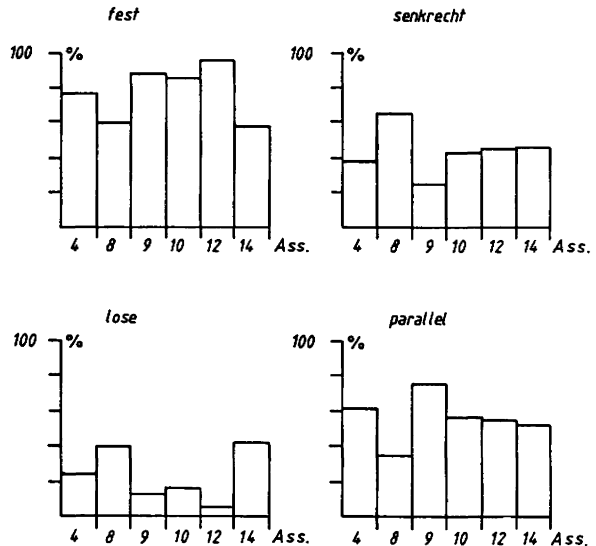 fest
100 %
4 8 9 10 12 14 Ass.
senkrecht
100 %
4 8 9 10 12 14 Ass.
lose
100 %
4 8 9 10 12 14 Ass.
parallel
100 %
4 8 9 10 12 14 Ass.